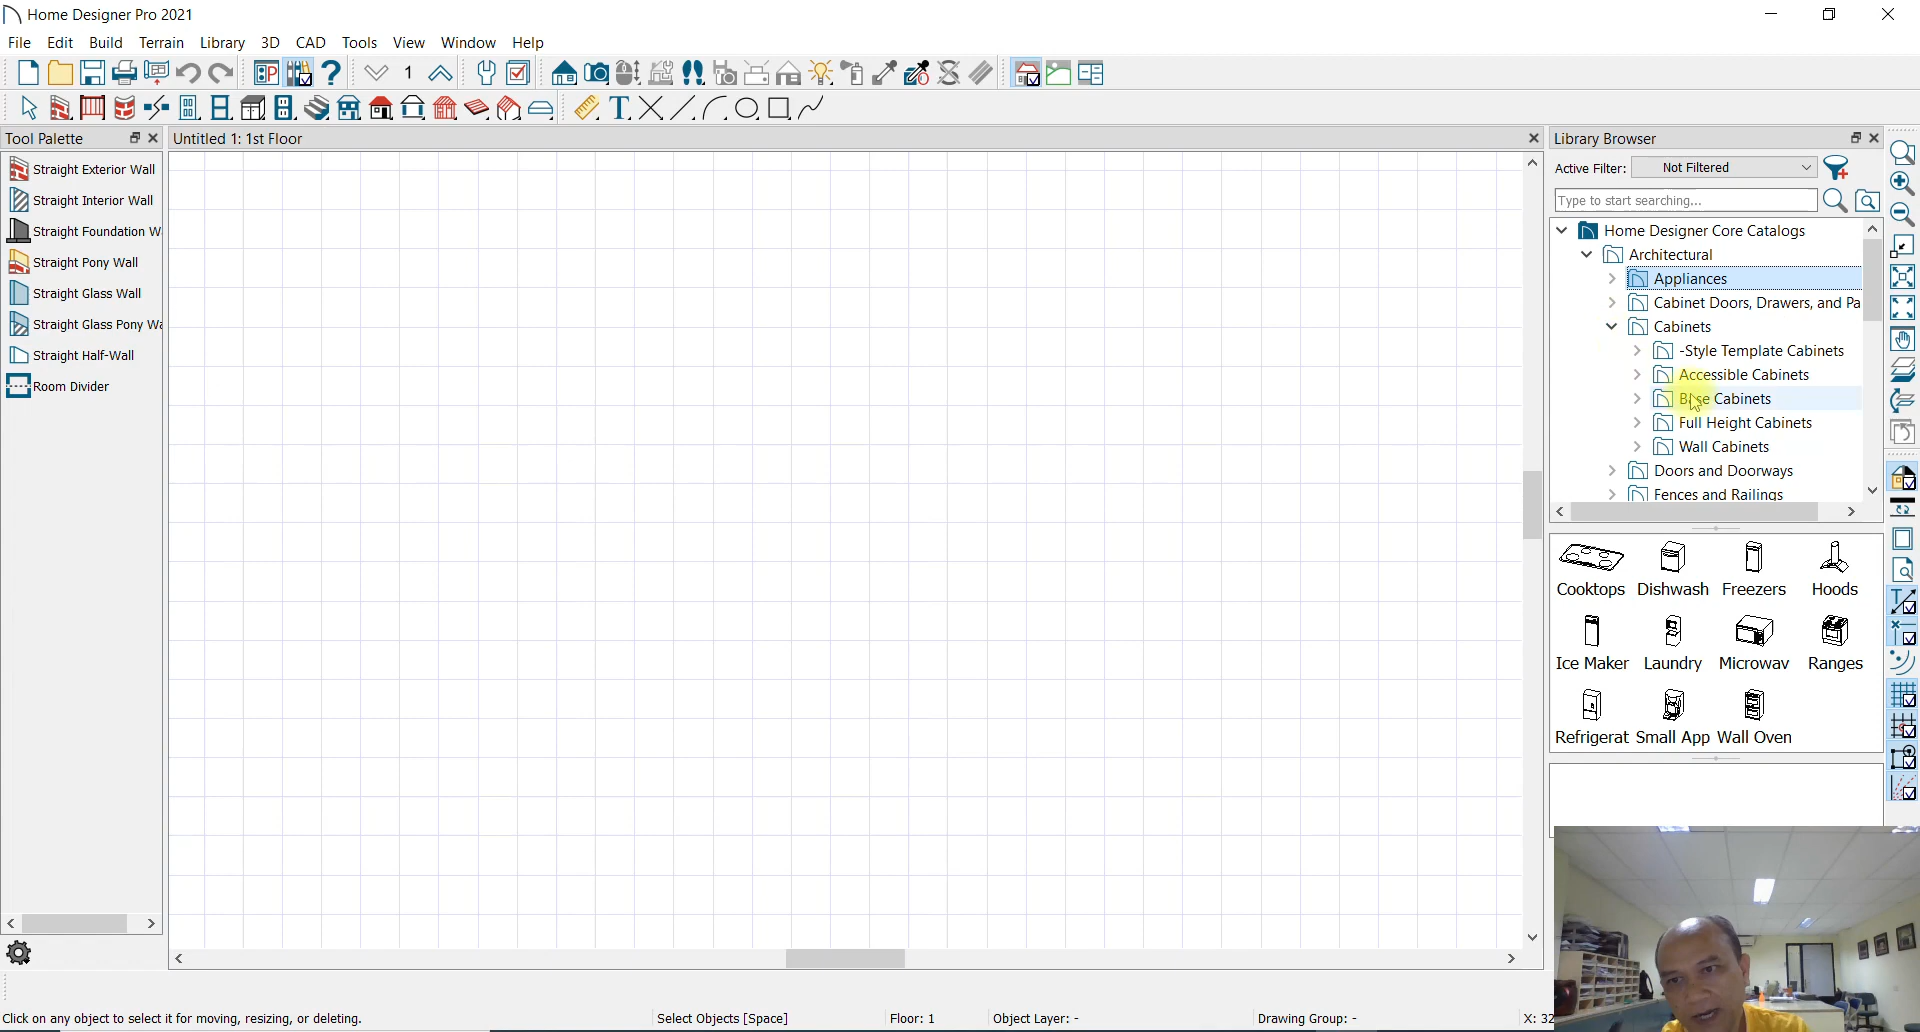 Home Designer Pro 2021
File Edit Build Terrain Library 3D CAD Tools View Window Help
1
Tool Palette
Untitled 1: 1st Floor
Library Browser
Straight Exterior Wall
Straight Interior Wall
Straight Foundation W
Straight Pony Wall
Straight Glass Wall
Straight Glass Pony Wa
Straight Half-Wall
Room Divider
Active Filter: Not Filtered
Type to start searching...
Home Designer Core Catalogs
Architectural
Appliances
Cabinet Doors, Drawers, and Pa
Cabinets
-Style Template Cabinets
Accessible Cabinets
Base Cabinets
Full Height Cabinets
Wall Cabinets
Doors and Doorways
Fences and Railings
Cooktops Dishwash Freezers Hoods
Ice Maker Laundry Microwav Ranges
Refrigerat Small App Wall Oven
Click on any object to select it for moving, resizing, or deleting.
Select Objects [Space]
Floor: 1
Object Layer: -
Drawing Group: -
X: 32